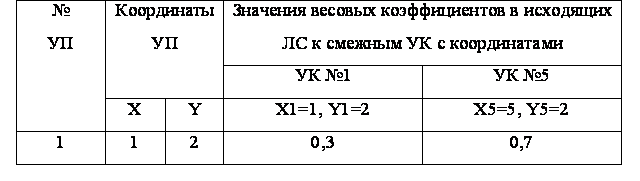 № УП
Координаты УП
Значения весовых коэффициентов в исходящих
ЛС к смежным УК с координатами
УК №1
УК №5
X
Y
X1=1, Y1=2
X5=5, Y5=2
1
1
2
0,3
0,7